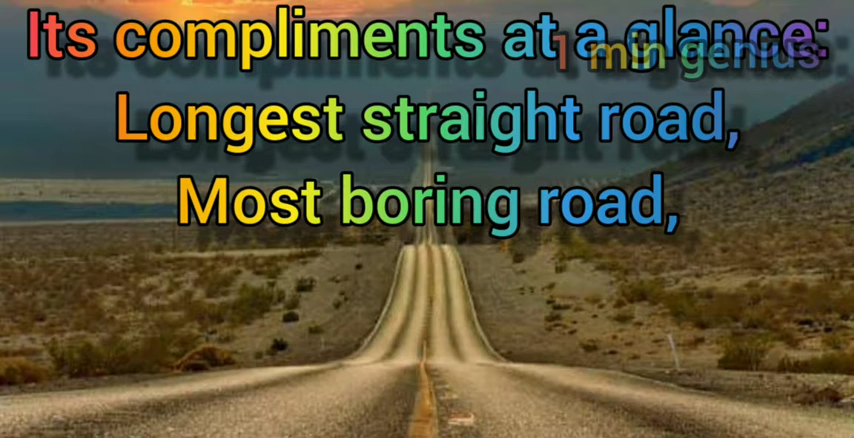 Its compliments at a glance:
1 min genius
Longest straight road,
Most boring road,